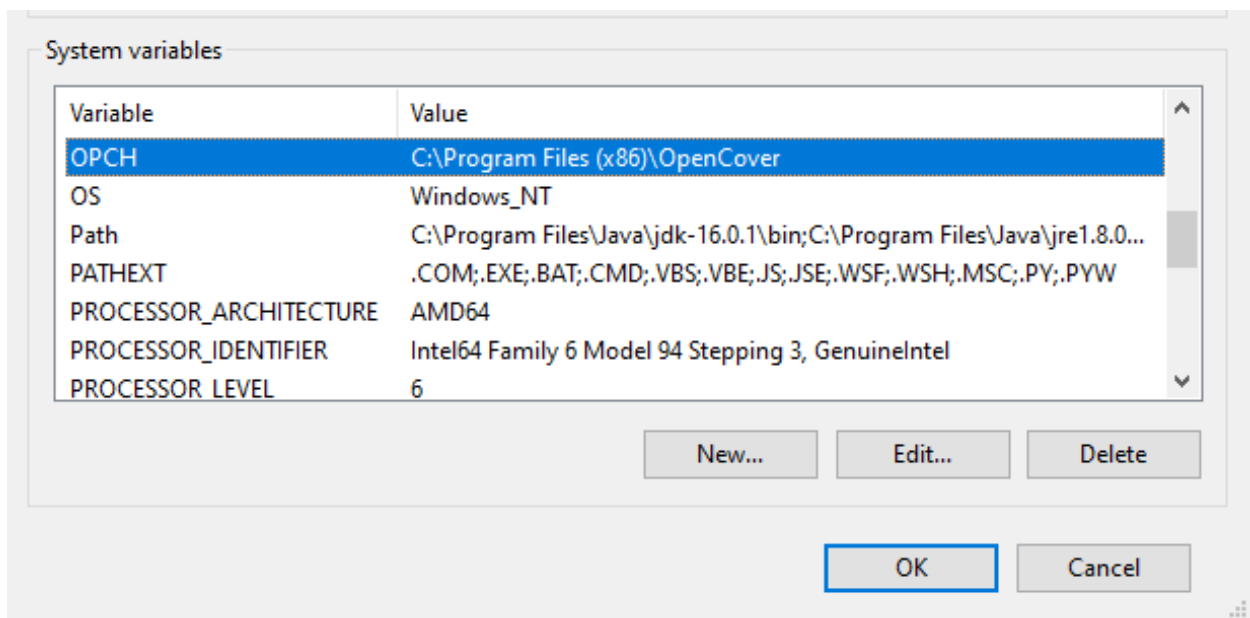 System variables
Variable Value
OPCH C:\Program Files (x86)\OpenCover
OS Windows_NT
Path C:\Program Files\Java\jdk-16.0.1\bin;C:\Program Files\Java\jre1.8.0...
PATHEXT .COM;.EXE;.BAT;.CMD;.VBS;.VBE;.JS;.JSE;.WSF;.WSH;.MSC;.PY;.PYW
PROCESSOR_ARCHITECTURE AMD64
PROCESSOR_IDENTIFIER Intel64 Family 6 Model 94 Stepping 3, GenuineIntel
PROCESSOR_LEVEL 6
New... Edit... Delete
OK Cancel